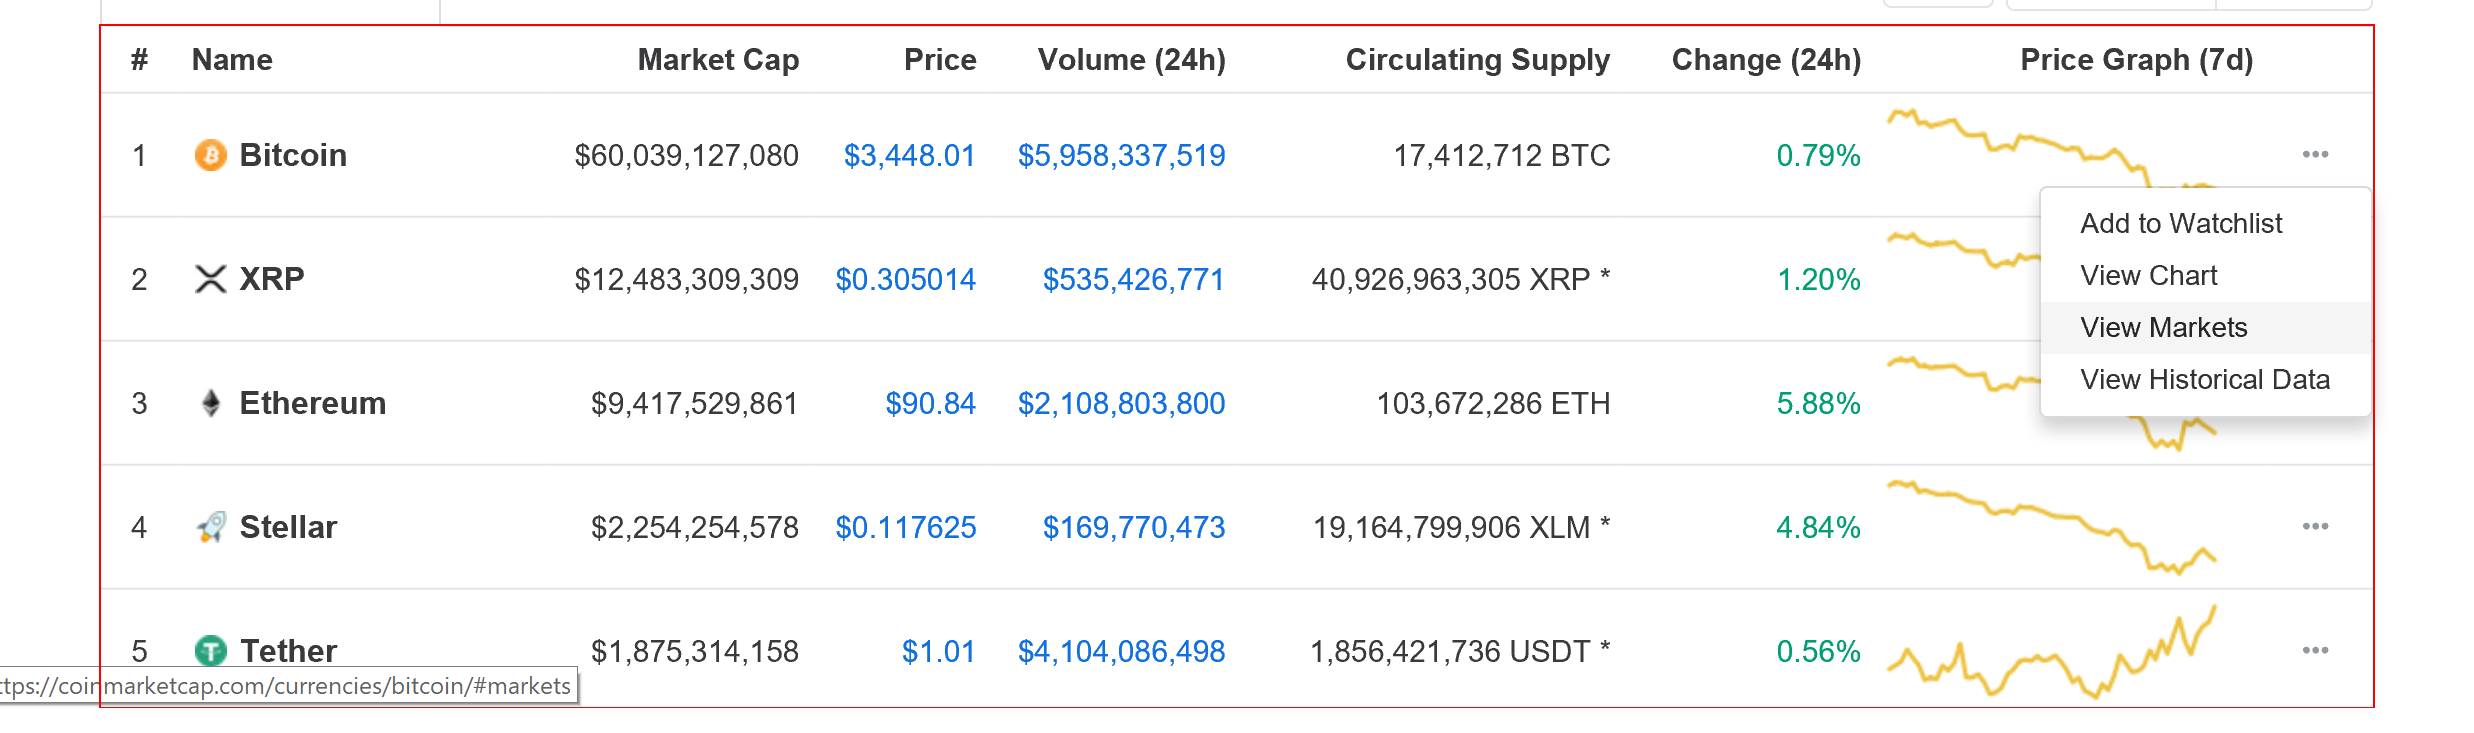 # Name Market Cap Price Volume (24h) Circulating Supply Change (24h) Price Graph (7d)
1 Bitcoin $60,039,127,080 $3,448.01 $5,958,337,519 17,412,712 BTC 0.79%
2 XRP $12,483,309,309 $0.305014 $535,426,771 40,926,963,305 XRP * 1.20%
3 Ethereum $9,417,529,861 $90.84 $2,108,803,800 103,672,286 ETH 5.88%
4 Stellar $2,254,254,578 $0.117625 $169,770,473 19,164,799,906 XLM * 4.84%
5 Tether $1,875,314,158 $1.01 $4,104,086,498 1,856,421,736 USDT * 0.56%
Add to Watchlist
View Chart
View Markets
View Historical Data
ttps://coinmarketcap.com/currencies/bitcoin/#markets